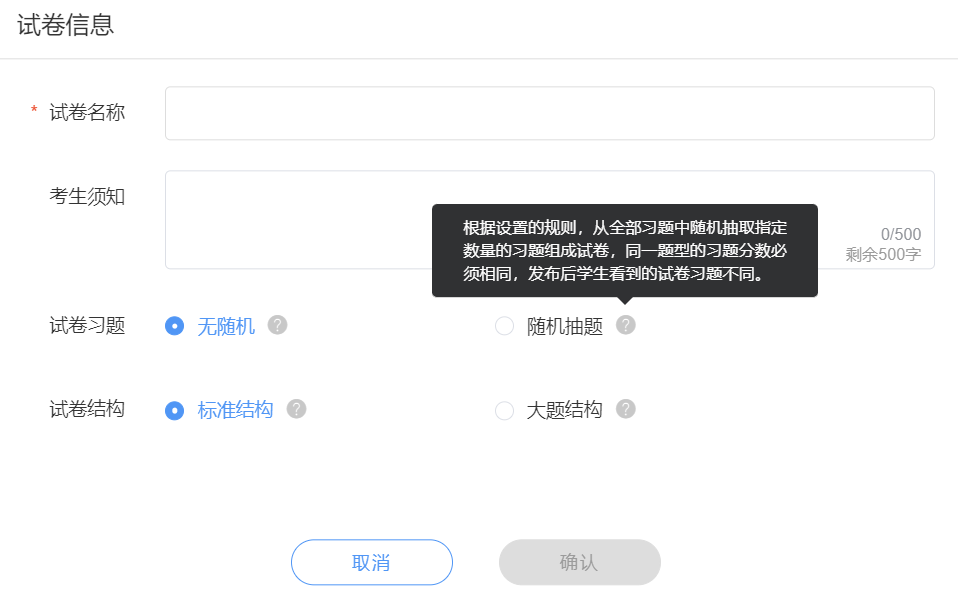 试卷信息
* 试卷名称
考生须知
根据设置的规则，从全部习题中随机抽取指定
数量的习题组成试卷，同一题型的习题分数必
须相同，发布后学生看到的试卷习题不同。
0/500
剩余500字
试卷习题 无随机 ? 随机抽题 ?
试卷结构 标准结构 ? 大题结构 ?
取消 确认